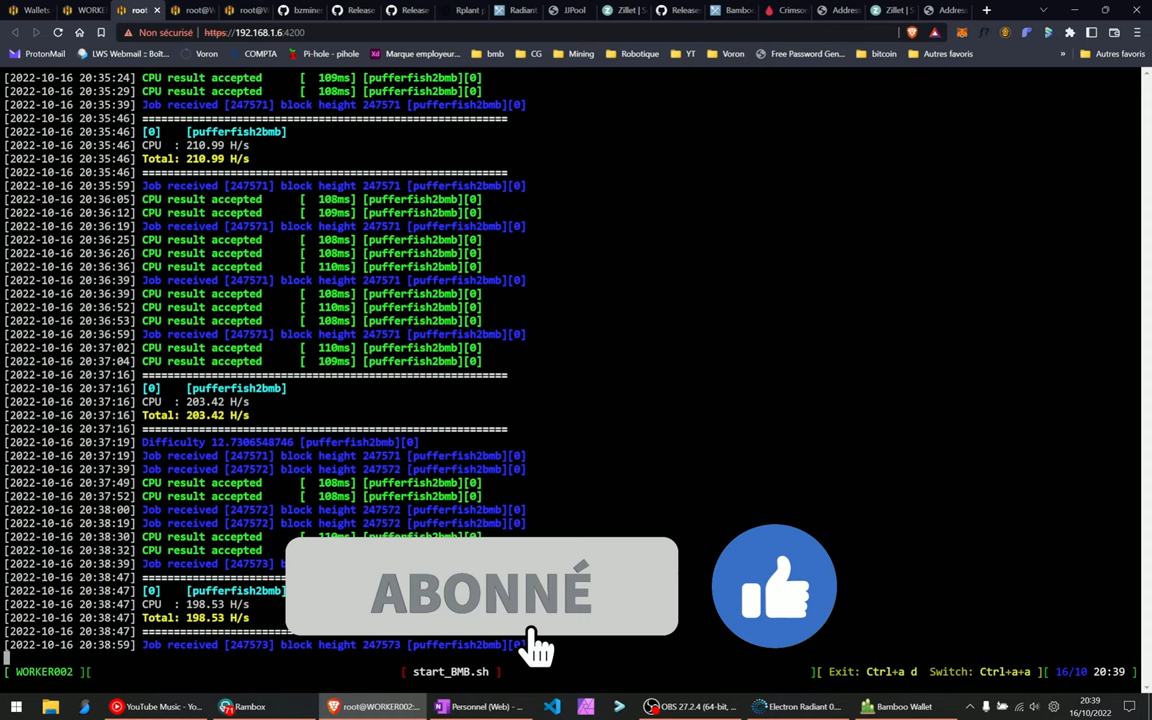 Wallets.
WORKE
root
root@
root@W
bzmine
Release
Release
Rplant p
Radiant
JJPool
Zillet | S
Release
Bamboo
Crimso
Addres
Zillet | S
Address
Non sécurisé https://192.168.1.6:4200
ProtonMail LWS Webmail :: Bolt... Voron COMPTA Pi-hole - pihole Marque employeur... bmb CG Mining Robotique YT Voron Free Password Gen... bitcoin Autres favoris » Autres favoris
[2022-10-16 20:35:24] CPU result accepted [ 109ms] [pufferfish2bmb][0]
[2022-10-16 20:35:29] CPU result accepted [ 108ms] [pufferfish2bmb][0]
[2022-10-16 20:35:39] Job received [247571] block height 247571 [pufferfish2bmb][0]
[2022-10-16 20:35:46] ==========================================================
[2022-10-16 20:35:46] [0] [pufferfish2bmb]
[2022-10-16 20:35:46] CPU : 210.99 H/s
[2022-10-16 20:35:46] Total: 210.99 H/s
[2022-10-16 20:35:46] ==========================================================
[2022-10-16 20:35:59] Job received [247571] block height 247571 [pufferfish2bmb][0]
[2022-10-16 20:36:05] CPU result accepted [ 108ms] [pufferfish2bmb][0]
[2022-10-16 20:36:12] CPU result accepted [ 109ms] [pufferfish2bmb][0]
[2022-10-16 20:36:19] Job received [247571] block height 247571 [pufferfish2bmb][0]
[2022-10-16 20:36:25] CPU result accepted [ 108ms] [pufferfish2bmb][0]
[2022-10-16 20:36:26] CPU result accepted [ 108ms] [pufferfish2bmb][0]
[2022-10-16 20:36:36] CPU result accepted [ 110ms] [pufferfish2bmb][0]
[2022-10-16 20:36:39] Job received [247571] block height 247571 [pufferfish2bmb][0]
[2022-10-16 20:36:39] CPU result accepted [ 108ms] [pufferfish2bmb][0]
[2022-10-16 20:36:52] CPU result accepted [ 110ms] [pufferfish2bmb][0]
[2022-10-16 20:36:53] CPU result accepted [ 108ms] [pufferfish2bmb][0]
[2022-10-16 20:36:59] Job received [247571] block height 247571 [pufferfish2bmb][0]
[2022-10-16 20:37:02] CPU result accepted [ 110ms] [pufferfish2bmb][0]
[2022-10-16 20:37:04] CPU result accepted [ 109ms] [pufferfish2bmb][0]
[2022-10-16 20:37:16] ==========================================================
[2022-10-16 20:37:16] [0] [pufferfish2bmb]
[2022-10-16 20:37:16] CPU : 203.42 H/s
[2022-10-16 20:37:16] Total: 203.42 H/s
[2022-10-16 20:37:16] ==========================================================
[2022-10-16 20:37:19] Difficulty 12.7306548746 [pufferfish2bmb][0]
[2022-10-16 20:37:19] Job received [247571] block height 247571 [pufferfish2bmb][0]
[2022-10-16 20:37:39] Job received [247572] block height 247572 [pufferfish2bmb][0]
[2022-10-16 20:37:49] CPU result accepted [ 108ms] [pufferfish2bmb][0]
[2022-10-16 20:37:52] CPU result accepted [ 108ms] [pufferfish2bmb][0]
[2022-10-16 20:38:00] Job received [247572] block height 247572 [pufferfish2bmb][0]
[2022-10-16 20:38:19] Job received [247572] block height 247572 [pufferfish2bmb][0]
[2022-10-16 20:38:30] CPU result accepted [ 110ms] [pufferfish2bmb][0]
[2022-10-16 20:38:32] CPU result accepted
[2022-10-16 20:38:39] Job received [247573]
[2022-10-16 20:38:47] ===================
[2022-10-16 20:38:47] [0] [pufferfish2
[2022-10-16 20:38:47] CPU : 198.53 H/s
[2022-10-16 20:38:47] Total: 198.53 H/s
[2022-10-16 20:38:47] ===================
[2022-10-16 20:38:59] Job received [247573] block height 247573 [pufferfish2bmb][0]
ABONNÉ
[ WORKER002 ][ [ start_BMB.sh ] ][ Exit: Ctrl+a d Switch: Ctrl+a+a ][ 16/10 20:39 ]
YouTube Music - Yo... Rambox 71 root@WORKER002:... Personnel (Web) - ... OBS 27.2.4 (64-bit, ... Electron Radiant 0... Bamboo Wallet
20:39
16/10/2022